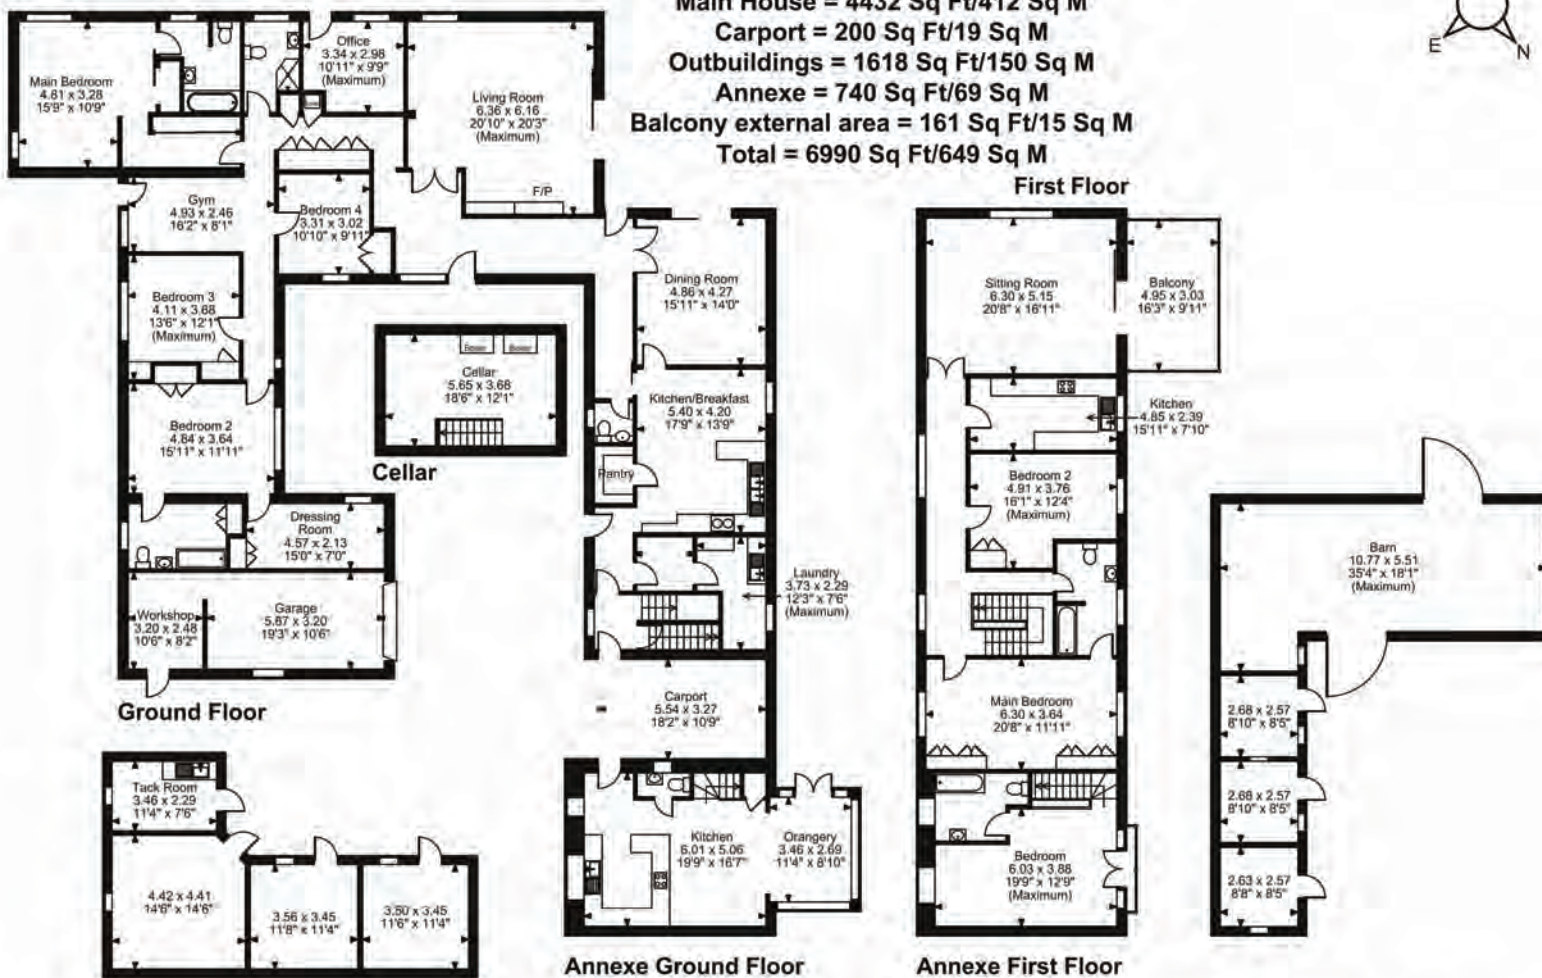 Main House = 4432 Sq Ft/412 Sq M
Carport = 200 Sq Ft/19 Sq M
Outbuildings = 1618 Sq Ft/150 Sq M
Annexe = 740 Sq Ft/69 Sq M
Balcony external area = 161 Sq Ft/15 Sq M
Total = 6990 Sq Ft/649 Sq M
E
N
Main Bedroom
4.81 x 3.28
15'9" x 10'9"
Office
3.34 x 2.98
10'11" x 9'9"
(Maximum)
Living Room
6.36 x 6.16
20'10" x 20'3"
(Maximum)
F/P
Gym
4.93 x 2.46
16'2" x 8'1"
Bedroom 4
3.31 x 3.02
10'10" x 9'11"
Bedroom 3
4.11 x 3.68
13'6" x 12'1"
(Maximum)
Bedroom 2
4.84 x 3.64
15'11" x 11'11"
Dressing
Room
4.57 x 2.13
15'0" x 7'0"
Workshop
3.20 x 2.48
10'6" x 8'2"
Garage
5.87 x 3.20
19'3" x 10'6"
Ground Floor
Boiler
Boiler
Cellar
5.65 x 3.68
18'6" x 12'1"
Cellar
Dining Room
4.86 x 4.27
15'11" x 14'0"
Kitchen/Breakfast
5.40 x 4.20
17'9" x 13'9"
Pantry
Laundry
3.73 x 2.29
12'3" x 7'6"
(Maximum)
Carport
5.54 x 3.27
18'2" x 10'9"
Kitchen
6.01 x 5.06
19'9" x 16'7"
Orangery
3.46 x 2.69
11'4" x 8'10"
Annexe Ground Floor
First Floor
Sitting Room
6.30 x 5.15
20'8" x 16'11"
Balcony
4.95 x 3.03
16'3" x 9'11"
Kitchen
4.85 x 2.39
15'11" x 7'10"
Bedroom 2
4.91 x 3.76
16'1" x 12'4"
(Maximum)
Main Bedroom
6.30 x 3.64
20'8" x 11'11"
Bedroom
6.03 x 3.88
19'9" x 12'9"
(Maximum)
Annexe First Floor
Barn
10.77 x 5.51
35'4" x 18'1"
(Maximum)
2.68 x 2.57
8'10" x 8'5"
2.68 x 2.57
8'10" x 8'5"
2.63 x 2.57
8'8" x 8'5"
Tack Room
3.46 x 2.29
11'4" x 7'6"
4.42 x 4.41
14'6" x 14'6"
3.56 x 3.45
11'8" x 11'4"
3.50 x 3.45
11'6" x 11'4"